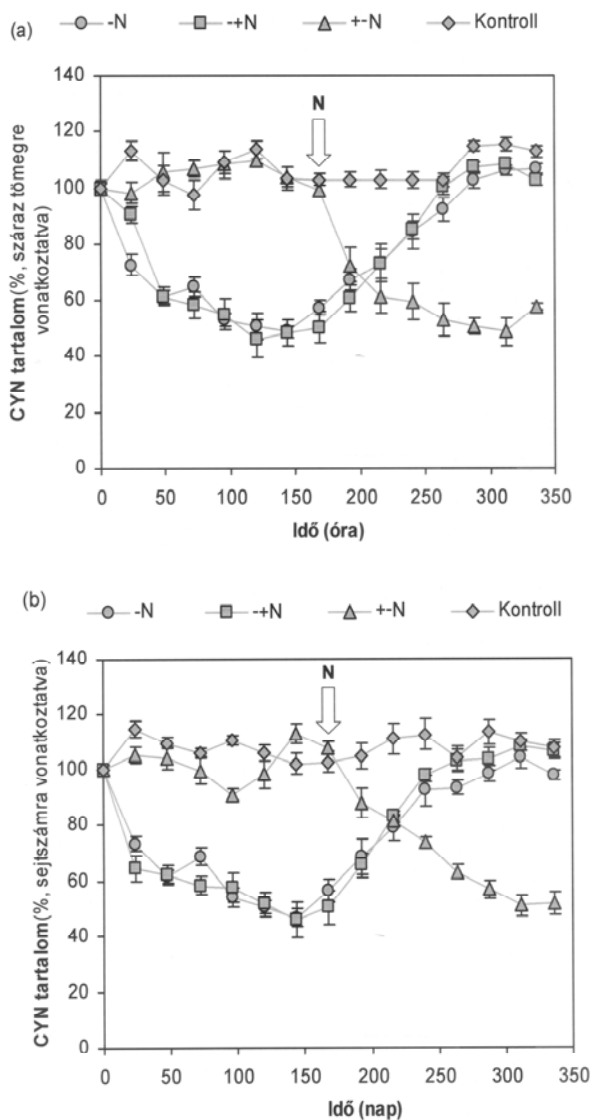 (a)
-N -+N +-N Kontroll
CYN tartalom (%, száraz tömegre
vonatkoztatva)
140
120
100
80
60
40
20
0
N
0 50 100 150 200 250 300 350
Idő (óra)
(b)
-N -+N +-N Kontroll
CYN tartalom (%, sejtszámra vonatkoztatva)
140
120
100
80
60
40
20
0
N
0 50 100 150 200 250 300 350
Idő (nap)